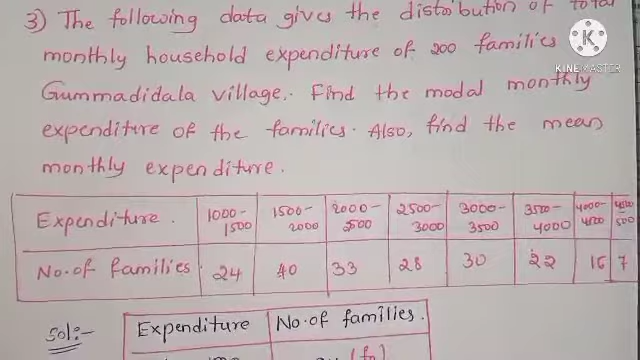 3) The following data gives the distribution of total
monthly household expenditure of 200 families
Gummadidala village. Find the modal monthly
expenditure of the families. Also, find the mean
monthly expenditure.
Expenditure. 1000-1500 1500-2000 2000-2500 2500-3000 3000-3500 3500-4000 4000-4500
No. of families 24 40 33 28 30 22 16 7
Sol:- Expenditure No. of families.
K
KINEMASTER